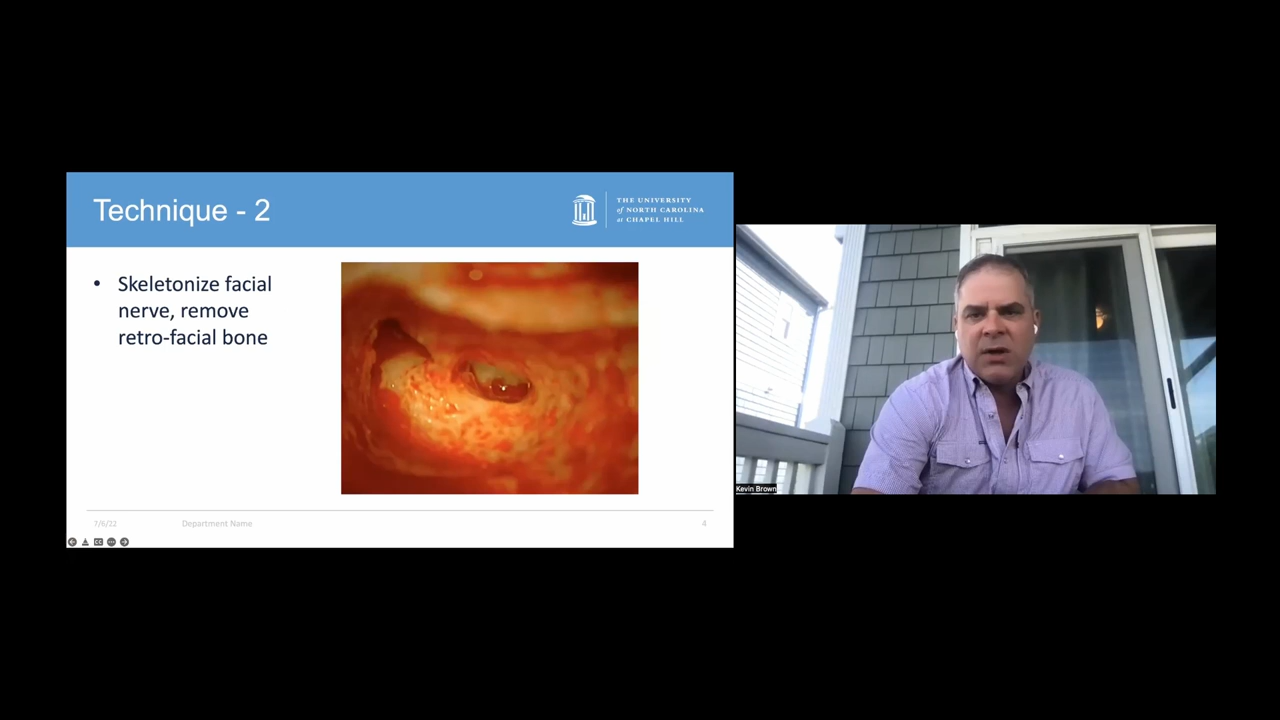 Technique - 2
THE UNIVERSITY
of NORTH CAROLINA
at CHAPEL HILL
• Skeletonize facial
nerve, remove
retro-facial bone
7/6/22
Department Name
4
CC
Kevin Brown